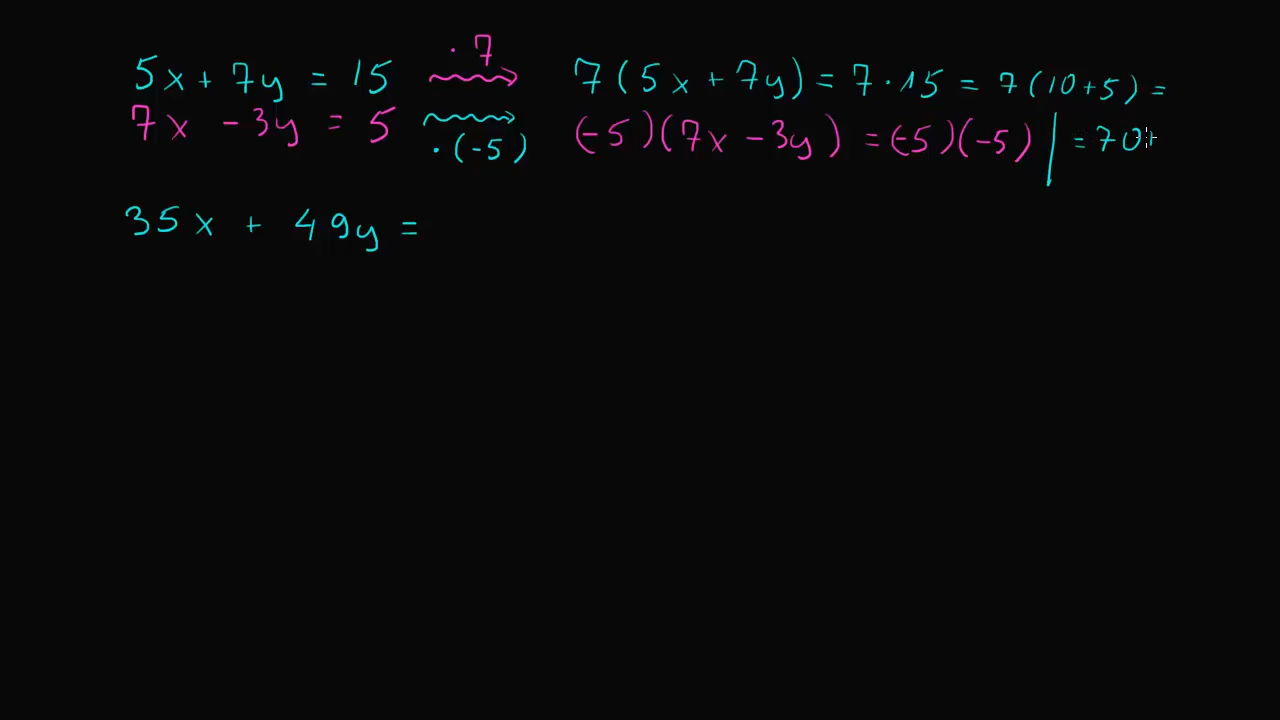 5x + 7y = 15 · 7 7(5x + 7y) = 7 · 15 = 7(10+5) =
7x - 3y = 5 · (-5) (-5)(7x - 3y) = (-5)(-5) | = 70+
35x + 49y =